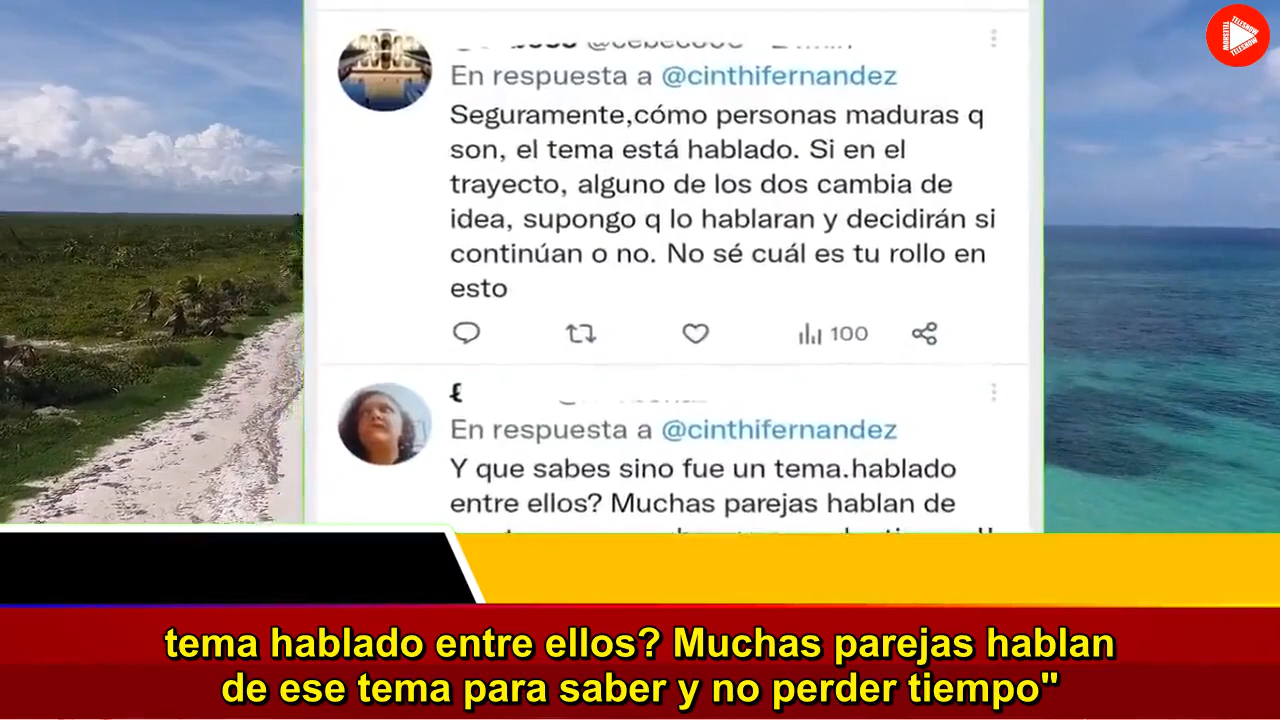 TELESHOW
TELESHOW
TELESHOW
En respuesta a @cinthifernandez
Seguramente,cómo personas maduras q
son, el tema está hablado. Si en el
trayecto, alguno de los dos cambia de
idea, supongo q lo hablaran y decidirán si
continúan o no. No sé cuál es tu rollo en
esto
100
En respuesta a @cinthifernandez
Y que sabes sino fue un tema.hablado
entre ellos? Muchas parejas hablan de
tema hablado entre ellos? Muchas parejas hablan
de ese tema para saber y no perder tiempo"